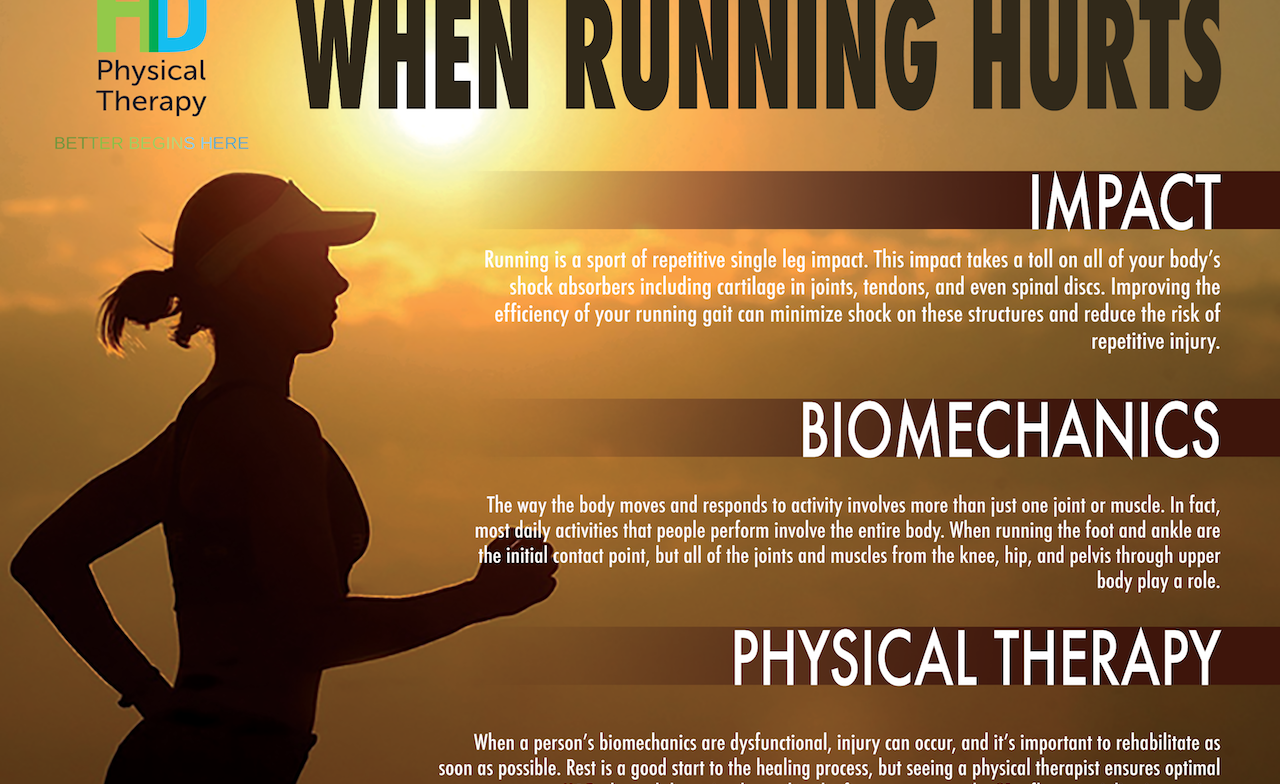 HD
Physical
Therapy
BETTER BEGINS HERE
WHEN RUNNING HURTS
IMPACT
Running is a sport of repetitive single leg impact. This impact takes a toll on all of your body’s
shock absorbers including cartilage in joints, tendons, and even spinal discs. Improving the
efficiency of your running gait can minimize shock on these structures and reduce the risk of
repetitive injury.
BIOMECHANICS
The way the body moves and responds to activity involves more than just one joint or muscle. In fact,
most daily activities that people perform involve the entire body. When running the foot and ankle are
the initial contact point, but all of the joints and muscles from the knee, hip, and pelvis through upper
body play a role.
PHYSICAL THERAPY
When a person’s biomechanics are dysfunctional, injury can occur, and it’s important to rehabilitate as
soon as possible. Rest is a good start to the healing process, but seeing a physical therapist ensures optimal